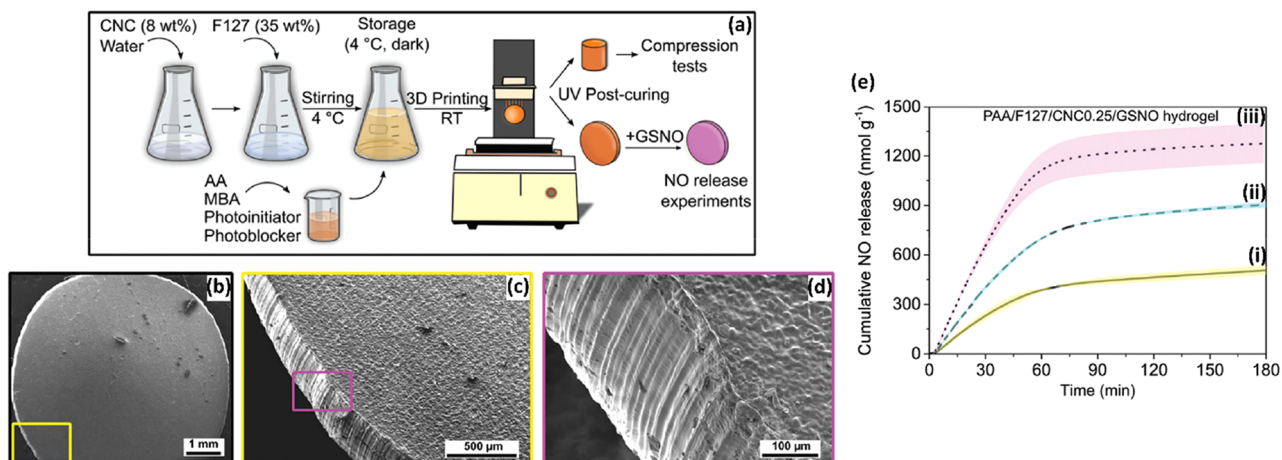 (a)
CNC (8 wt%)
Water
F127 (35 wt%)
Storage
(4 °C, dark)
Stirring
4 °C
3D Printing
RT
UV Post-curing
Compression
tests
+GSNO
NO release
experiments
AA
MBA
Photoinitiator
Photoblocker
(b)
1 mm
(c)
500 µm
(d)
100 µm
(e)
PAA/F127/CNC0.25/GSNO hydrogel
(iii)
(ii)
(i)
Cumulative NO release (nmol g⁻¹)
1500
1200
900
600
300
0
0 30 60 90 120 150 180
Time (min)